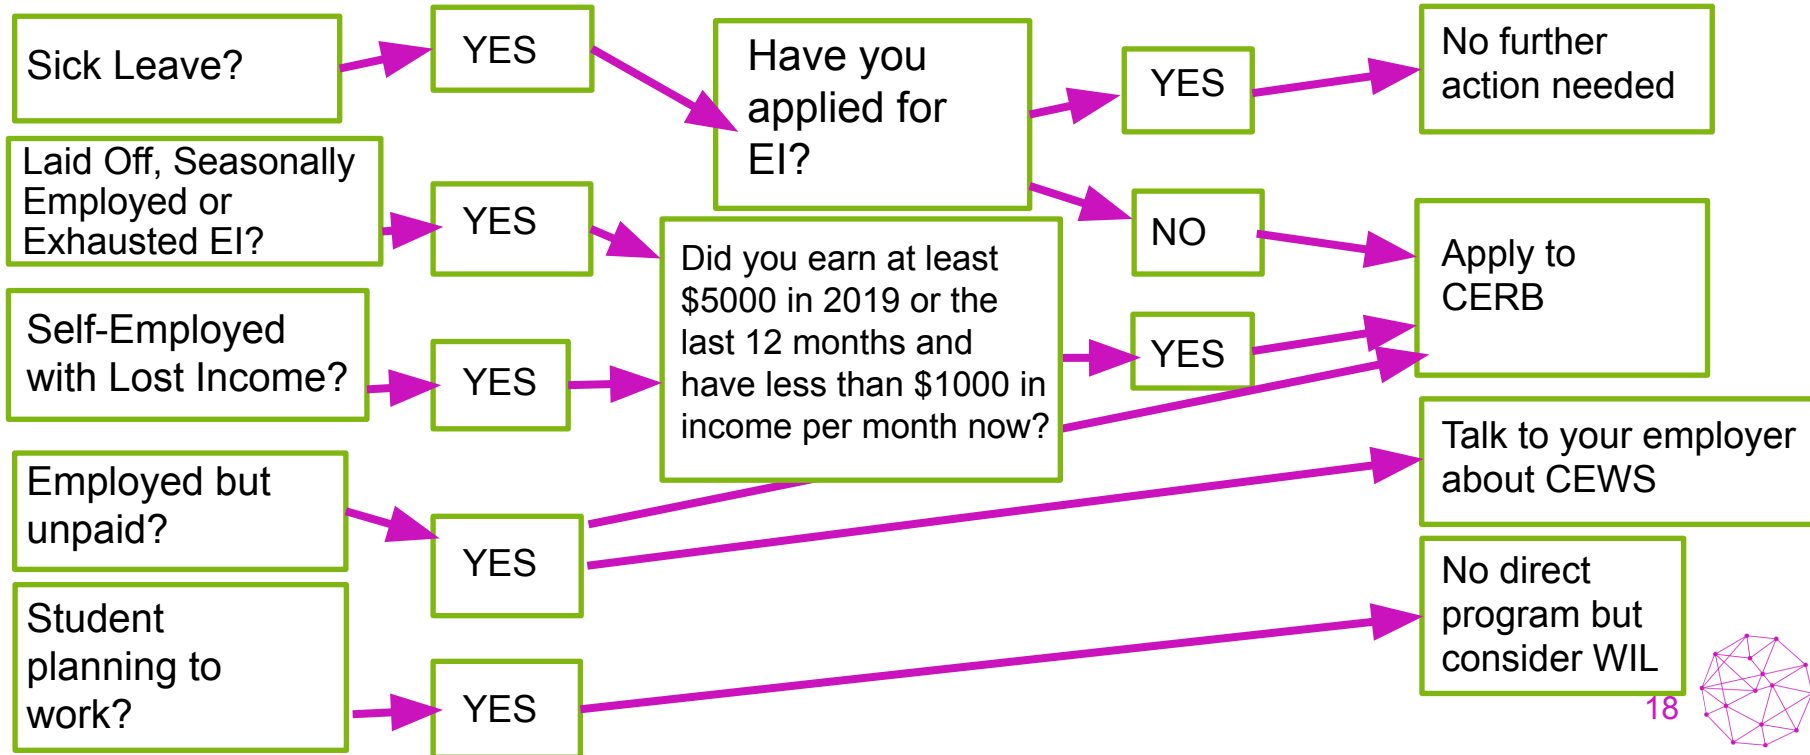 Sick Leave?
YES
Have you
applied for
EI?
YES
No further
action needed
Laid Off, Seasonally
Employed or
Exhausted EI?
YES
NO
Apply to
CERB
Self-Employed
with Lost Income?
YES
Did you earn at least
$5000 in 2019 or the
last 12 months and
have less than $1000 in
income per month now?
YES
Employed but
unpaid?
YES
Talk to your employer
about CEWS
Student
planning to
work?
YES
No direct
program but
consider WIL
18